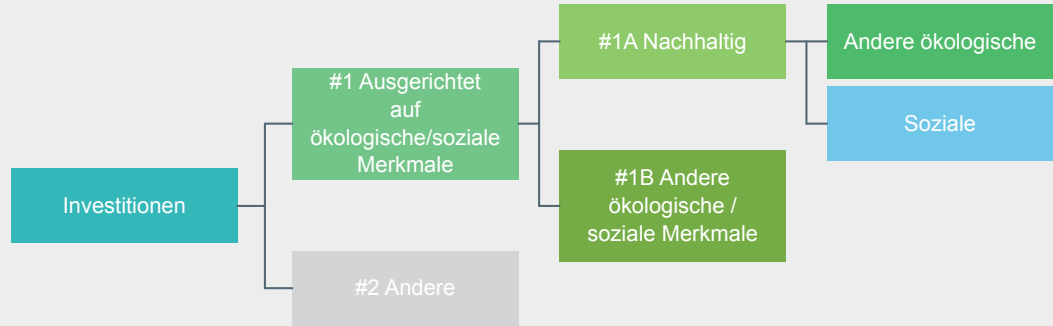 Investitionen
#1 Ausgerichtet
auf
ökologische/soziale
Merkmale
#2 Andere
#1A Nachhaltig
#1B Andere
ökologische /
soziale Merkmale
Andere ökologische
Soziale